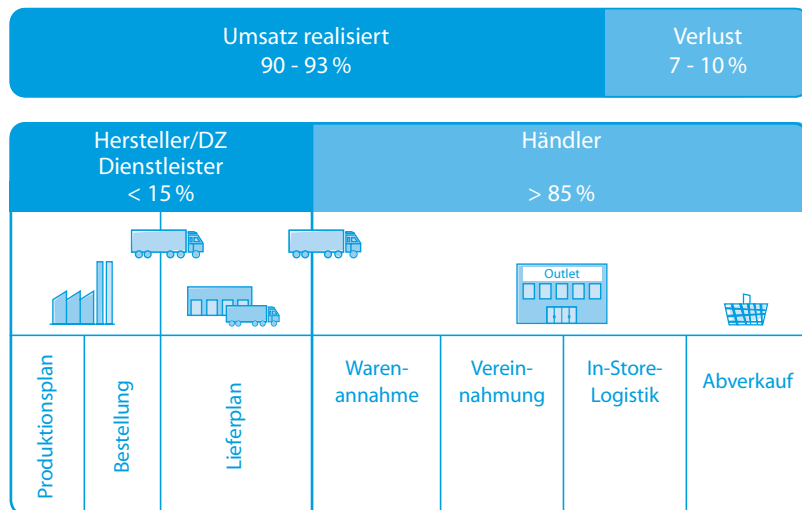 Umsatz realisiert
90 - 93 %
Verlust
7 - 10 %
Hersteller/DZ
Dienstleister
< 15 %
Händler
> 85 %
Outlet
Produktionsplan
Bestellung
Lieferplan
Waren-
annahme
Verein-
nahmung
In-Store-
Logistik
Abverkauf